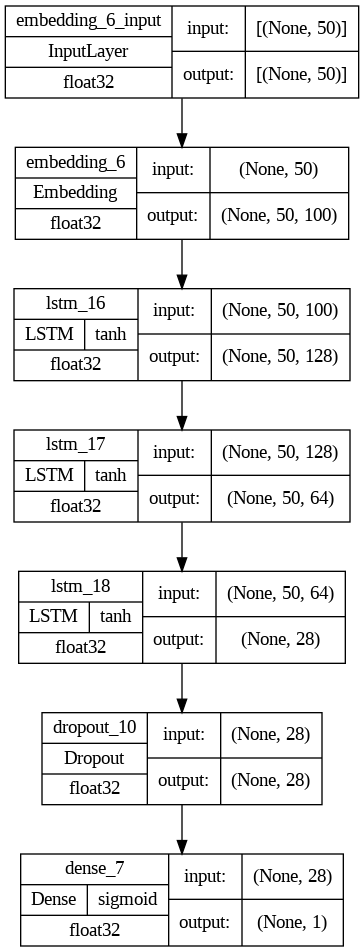 embedding_6_input input: [(None, 50)]
InputLayer
float32 output: [(None, 50)]
embedding_6 input: (None, 50)
Embedding
float32 output: (None, 50, 100)
lstm_16 input: (None, 50, 100)
LSTM tanh
float32 output: (None, 50, 128)
lstm_17 input: (None, 50, 128)
LSTM tanh
float32 output: (None, 50, 64)
lstm_18 input: (None, 50, 64)
LSTM tanh
float32 output: (None, 28)
dropout_10 input: (None, 28)
Dropout
float32 output: (None, 28)
dense_7 input: (None, 28)
Dense sigmoid
float32 output: (None, 1)